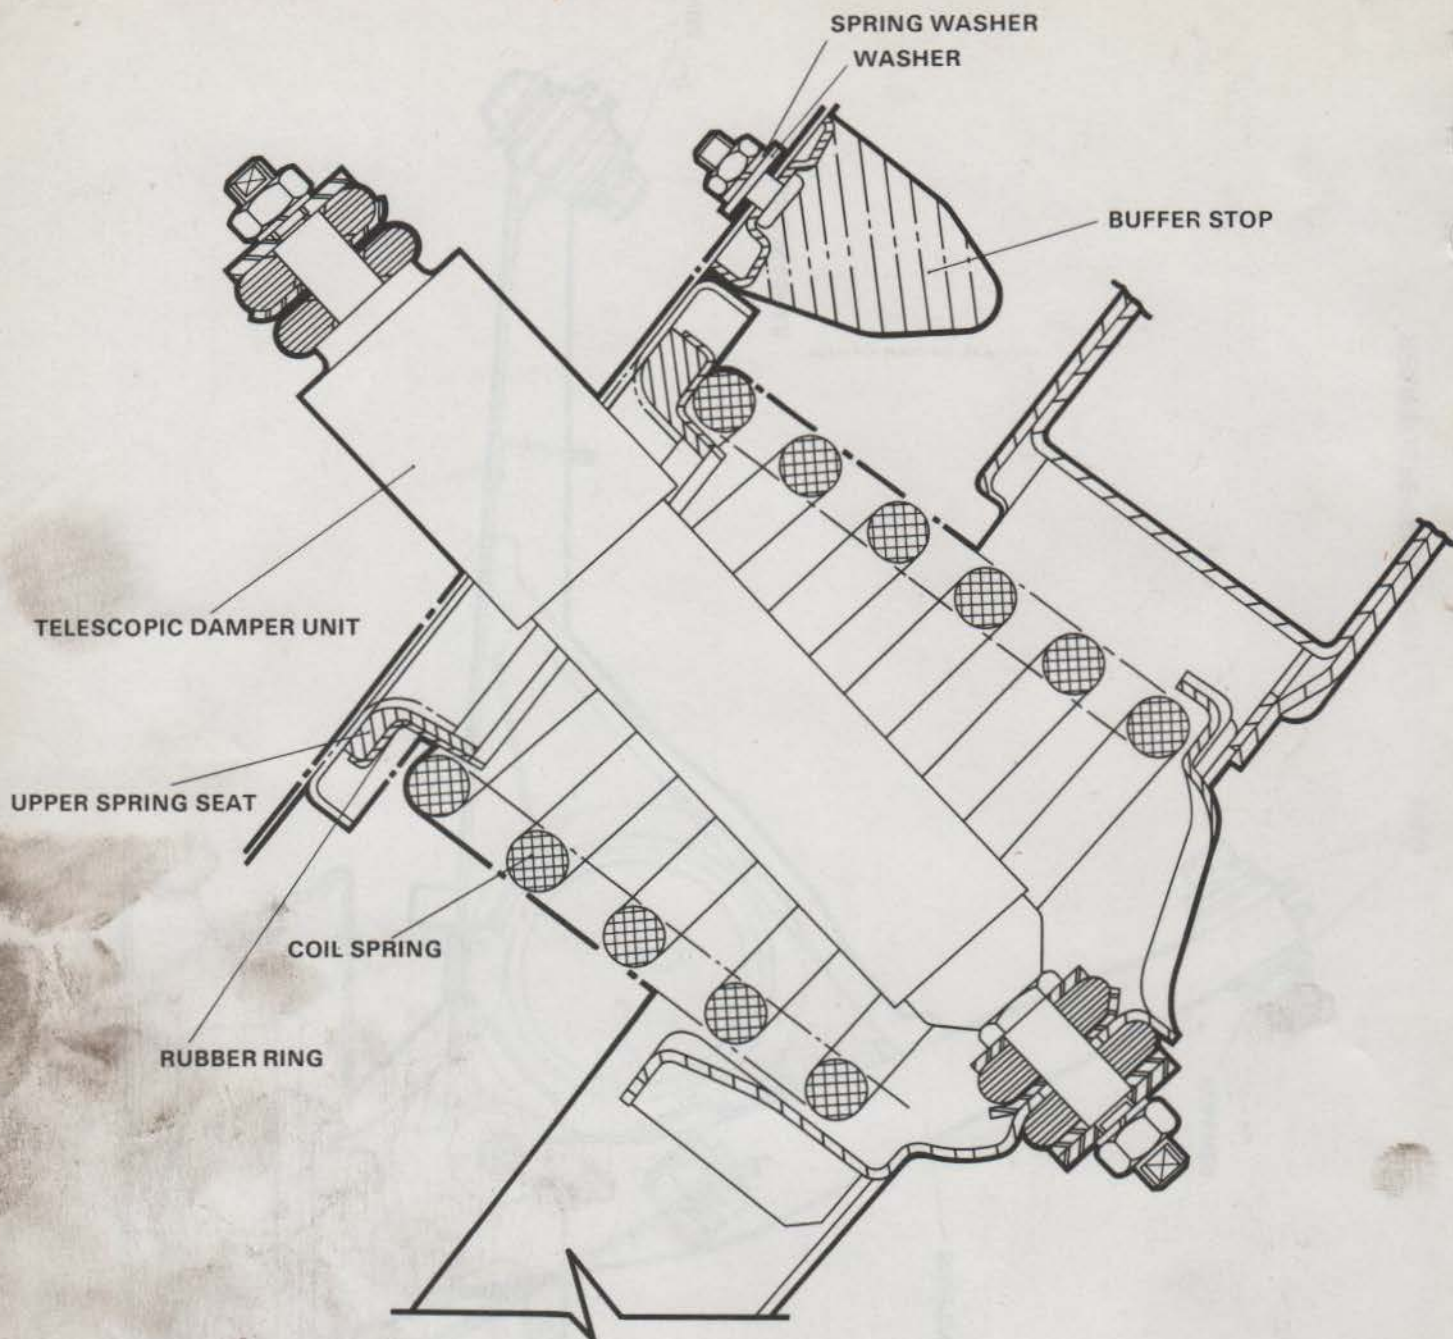 SPRING WASHER
WASHER
BUFFER STOP
TELESCOPIC DAMPER UNIT
UPPER SPRING SEAT
COIL SPRING
RUBBER RING